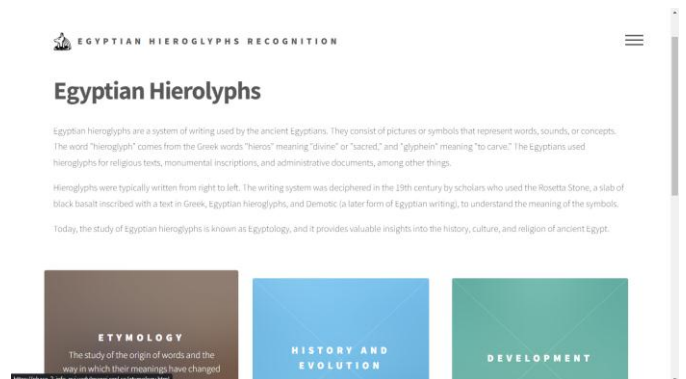 EGYPTIAN HIEROGLYPHS RECOGNITION
Egyptian Hierolyphs
Egyptian hieroglyphs are a system of writing used by the ancient Egyptians. They consist of pictures or symbols that represent words, sounds, or concepts.
The word "hieroglyph" comes from the Greek words "hieros" meaning "divine" or "sacred," and "glyphein" meaning "to carve." The Egyptians used
hieroglyphs for religious texts, monumental inscriptions, and administrative documents, among other things.
Hieroglyphs were typically written from right to left. The writing system was deciphered in the 19th century by scholars who used the Rosetta Stone, a slab of
black basalt inscribed with a text in Greek, Egyptian hieroglyphs, and Demotic (a later form of Egyptian writing), to understand the meaning of the symbols.
Today, the study of Egyptian hieroglyphs is known as Egyptology, and it provides valuable insights into the history, culture, and religion of ancient Egypt.
ETYMOLOGY
The study of the origin of words and the
way in which their meanings have changed
HISTORY AND
EVOLUTION
DEVELOPMENT